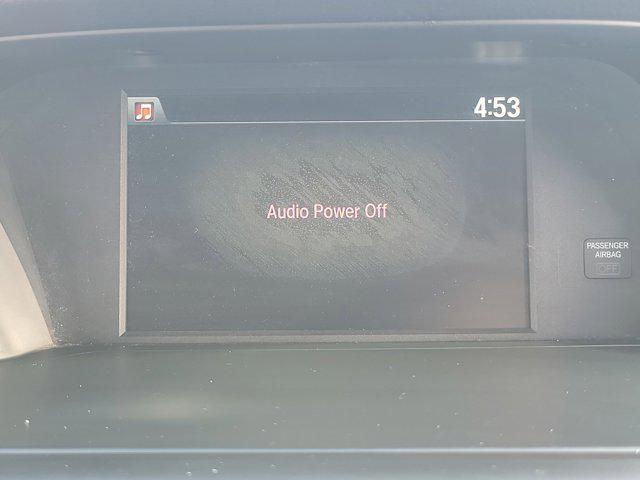 4:53
Audio Power Off
PASSENGER
AIRBAG
OFF